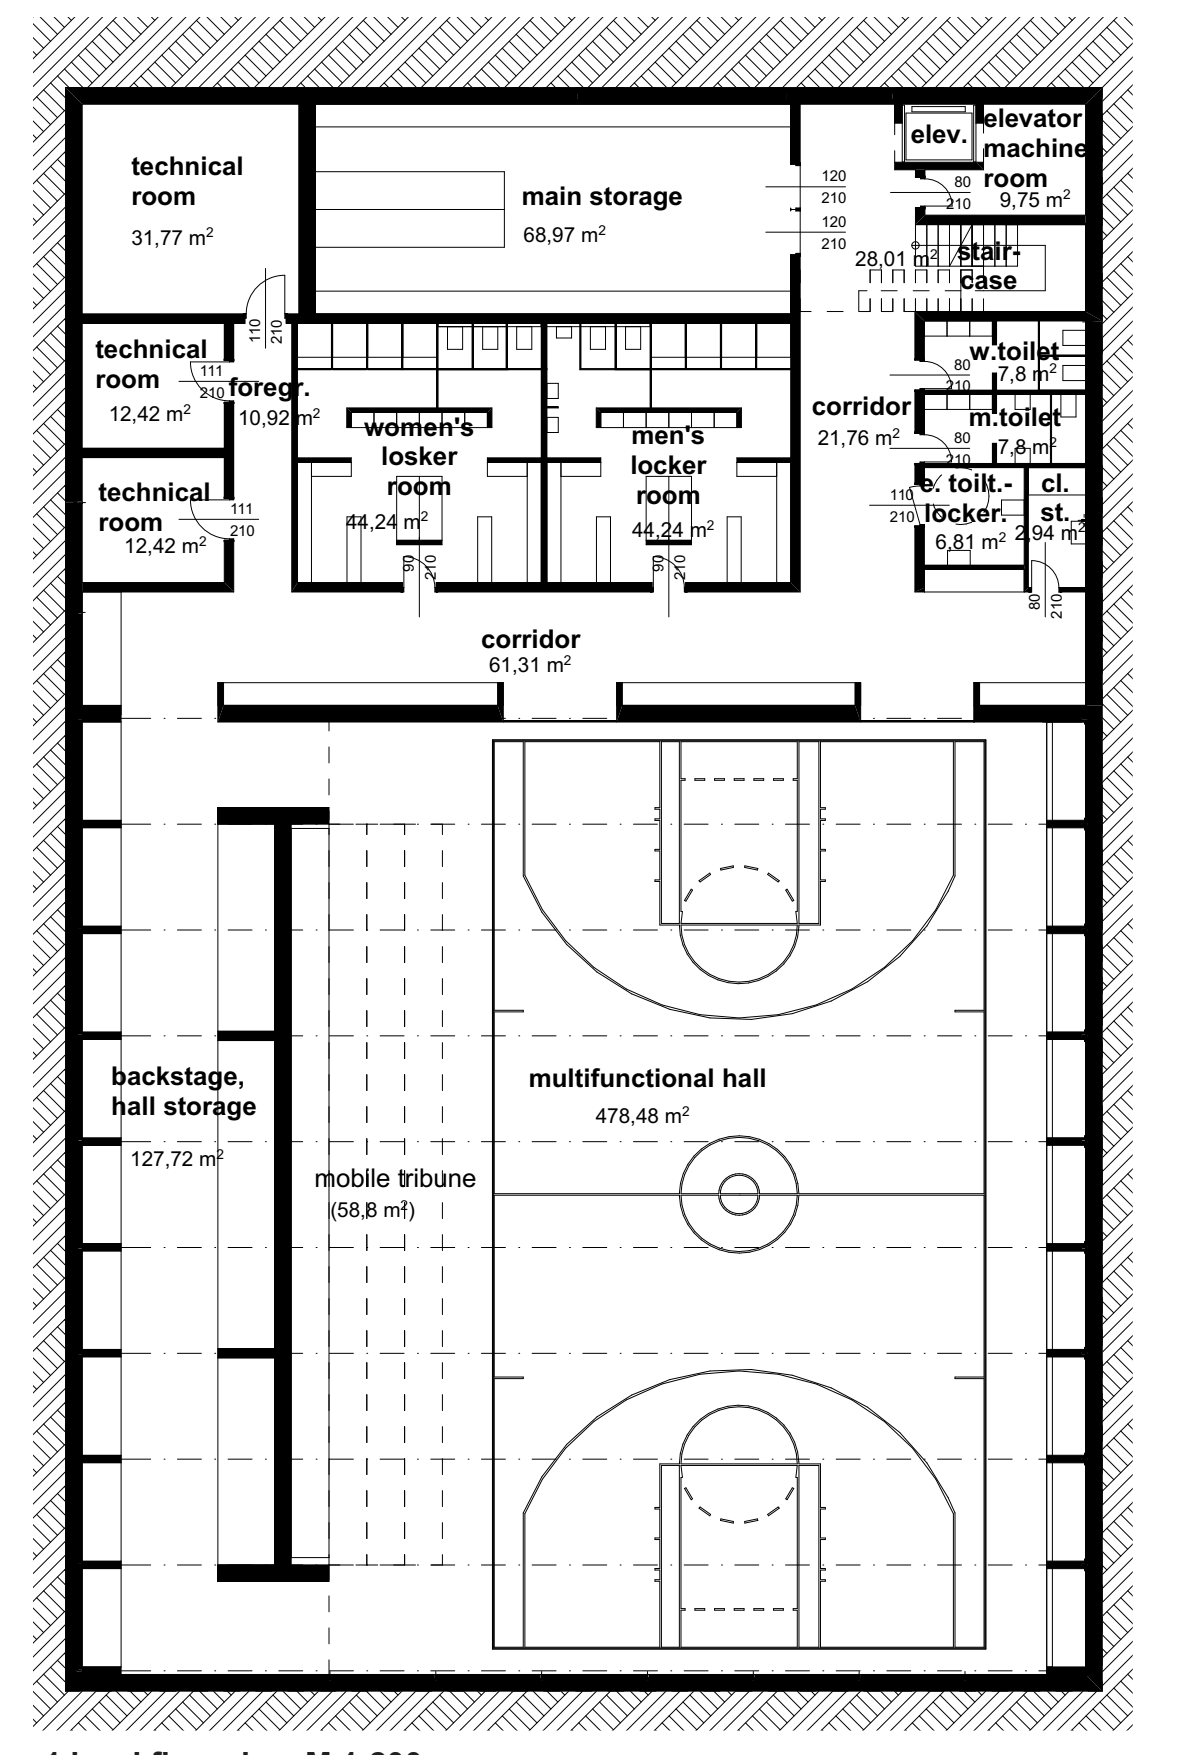 technical
room
31,77 m²
main storage
68,97 m²
120
210
120
210
elev.
elevator
machine
room
9,75 m²
80
210
28,01 m²
stair-
case
110
210
technical
room
12,42 m²
111
210
foregr.
10,92 m²
women's
losker
room
44,24 m²
90
210
men's
locker
room
44,24 m²
90
210
corridor
21,76 m²
w.toilet
7,8 m²
80
210
m.toilet
7,8 m²
80
210
e. toilt.-
locker.
6,81 m²
110
210
cl.
st.
2,94 m²
80
210
technical
room
12,42 m²
111
210
corridor
61,31 m²
backstage,
hall storage
127,72 m²
multifunctional hall
478,48 m²
mobile tribune
(58,8 m²)